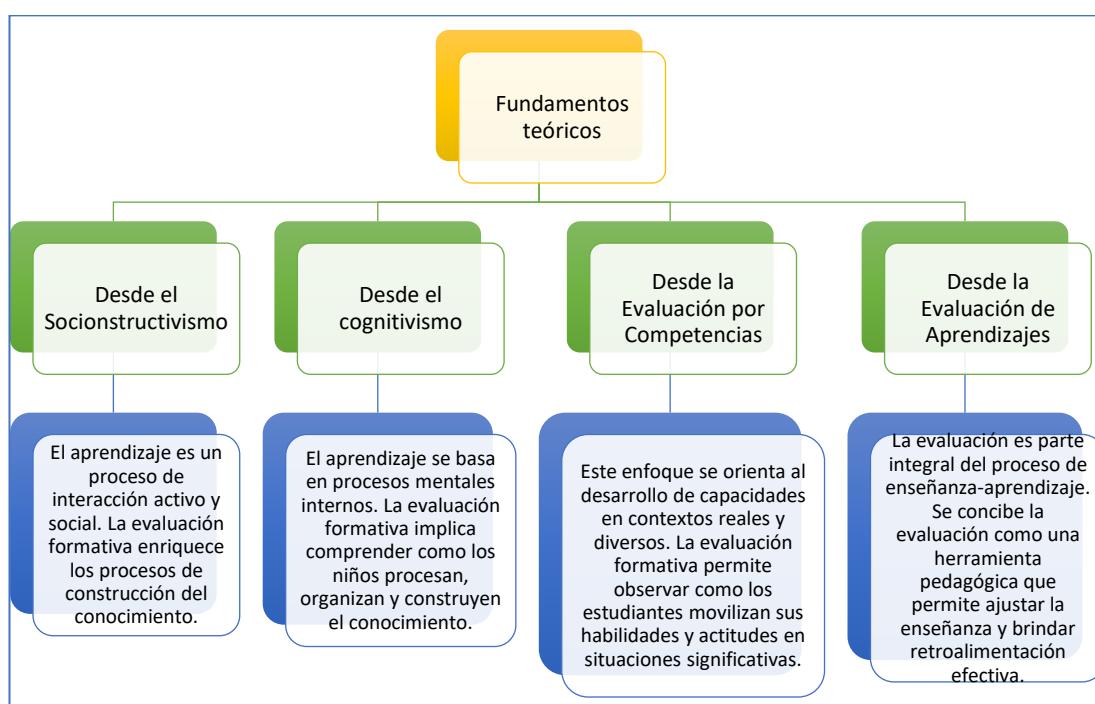 Fundamentos
teóricos
Desde el
Socionstructivismo
Desde el
cognitivismo
Desde la
Evaluación por
Competencias
Desde la
Evaluación de
Aprendizajes
El aprendizaje es un
proceso de
interacción activo y
social. La evaluación
formativa enriquece
los procesos de
construcción del
conocimiento.
El aprendizaje se basa
en procesos mentales
internos. La evaluación
formativa implica
comprender como los
niños procesan,
organizan y construyen
el conocimiento.
Este enfoque se orienta al
desarrollo de capacidades
en contextos reales y
diversos. La evaluación
formativa permite
observar como los
estudiantes movilizan sus
habilidades y actitudes en
situaciones significativas.
La evaluación es parte
integral del proceso de
enseñanza-aprendizaje.
Se concibe la
evaluación como una
herramienta
pedagógica que
permite ajustar la
enseñanza y brindar
retroalimentación
efectiva.